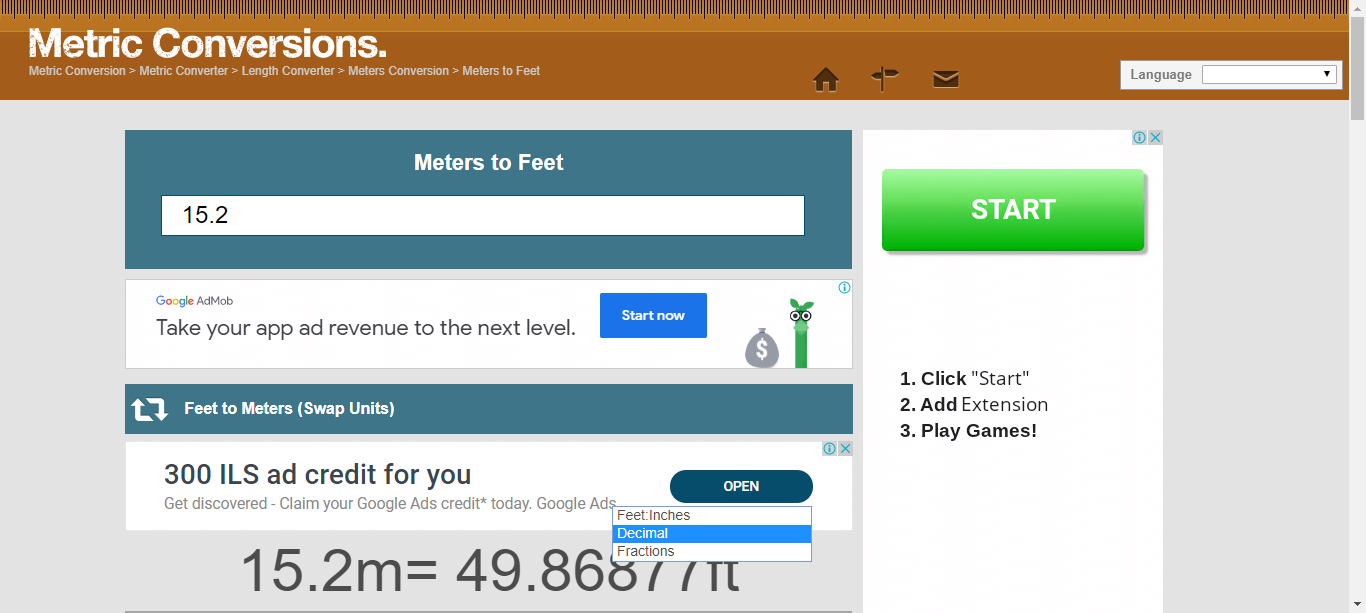 Metric Conversions.
Metric Conversion > Metric Converter > Length Converter > Meters Conversion > Meters to Feet
Language
Meters to Feet
15.2
Google AdMob
Take your app ad revenue to the next level.
Start now
$
Feet to Meters (Swap Units)
300 ILS ad credit for you
Get discovered - Claim your Google Ads credit* today. Google Ads
OPEN
Feet:Inches
Decimal
Fractions
15.2m= 49.86877ft
START
1. Click "Start"
2. Add Extension
3. Play Games!